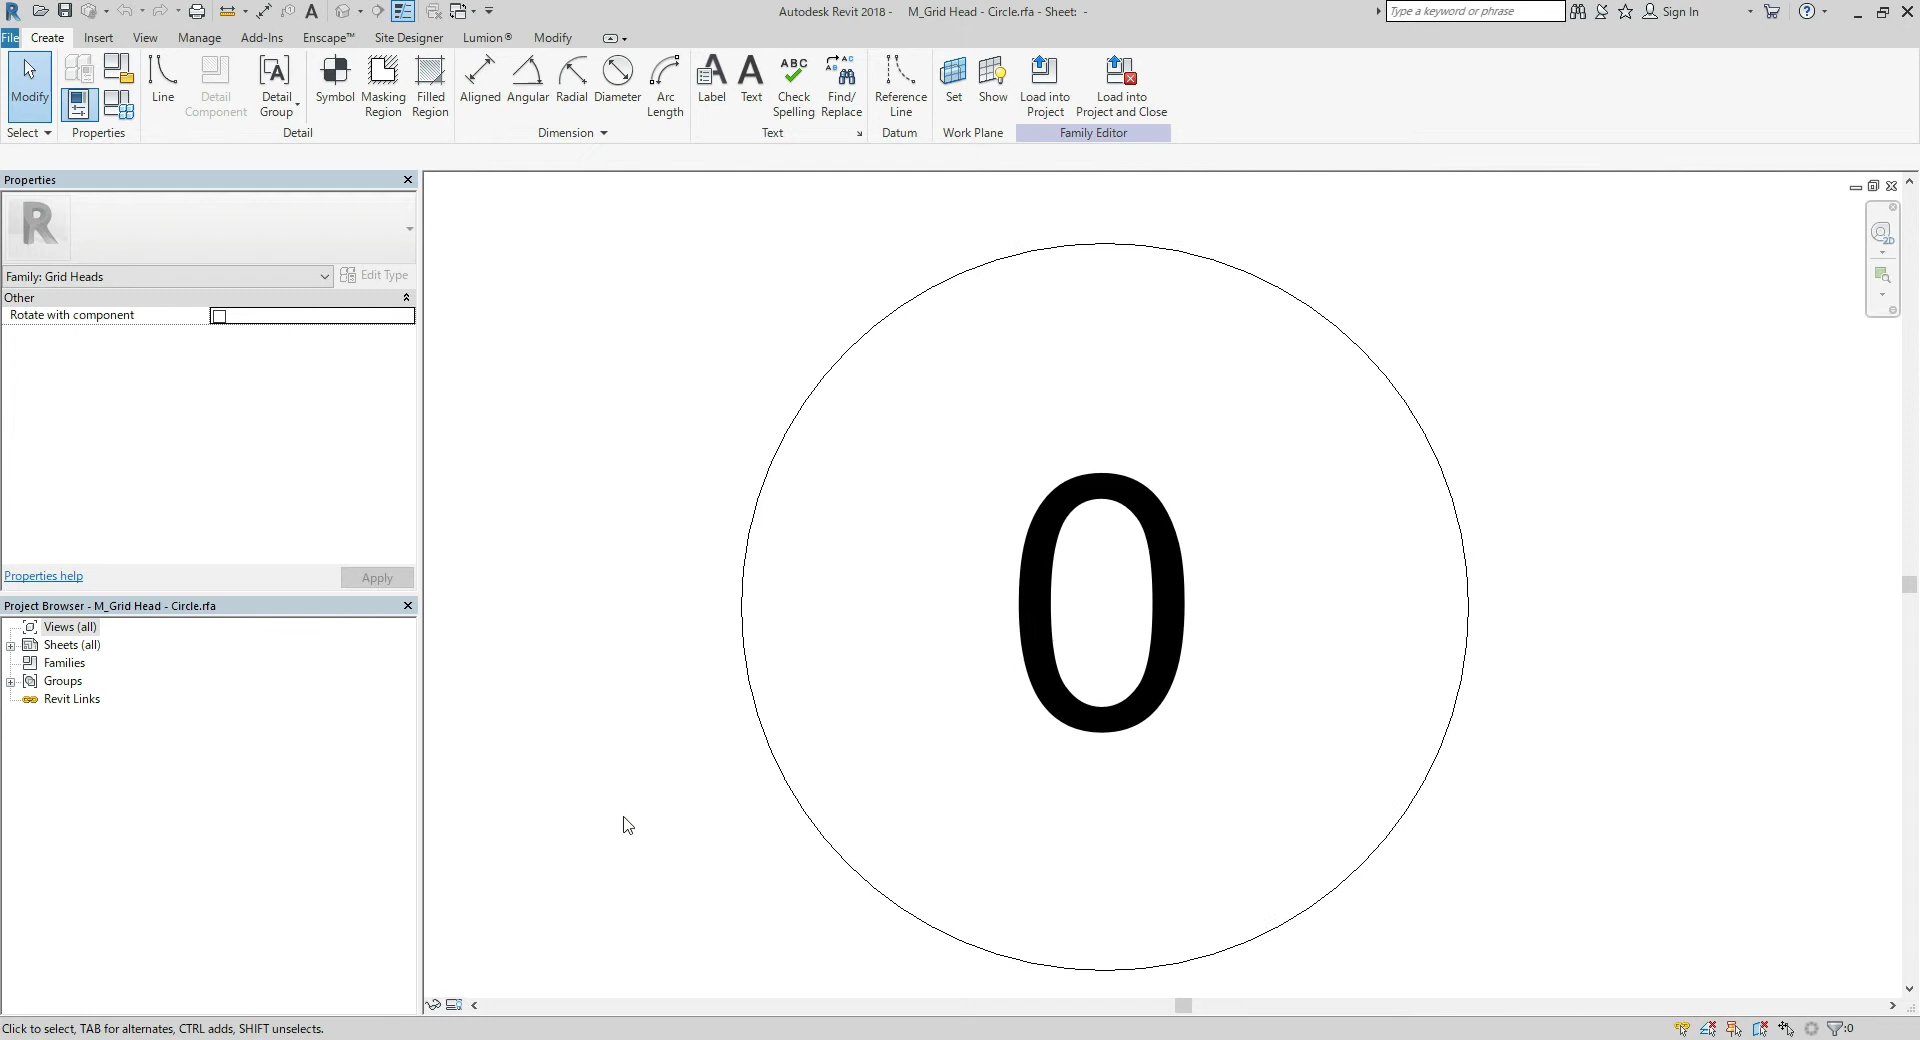 Autodesk Revit 2018 - M_Grid Head - Circle.rfa - Sheet: -
Type a keyword or phrase
Sign In
File Create Insert View Manage Add-Ins Enscape™ Site Designer Lumion® Modify
Modify
Line
Detail Component
Detail Group
Symbol
Masking Region
Filled Region
Aligned
Angular
Radial
Diameter
Arc Length
Label
Text
ABC
Check Spelling
Find/ Replace
Reference Line
Set
Show
Load into Project
Load into Project and Close
Select Properties Detail Dimension Text Datum Work Plane Family Editor
Properties
R
Family: Grid Heads
Edit Type
Other
Rotate with component
Properties help
Apply
Project Browser - M_Grid Head - Circle.rfa
Views (all)
Sheets (all)
Families
Groups
Revit Links
0
2D
Click to select, TAB for alternates, CTRL adds, SHIFT unselects.
:0